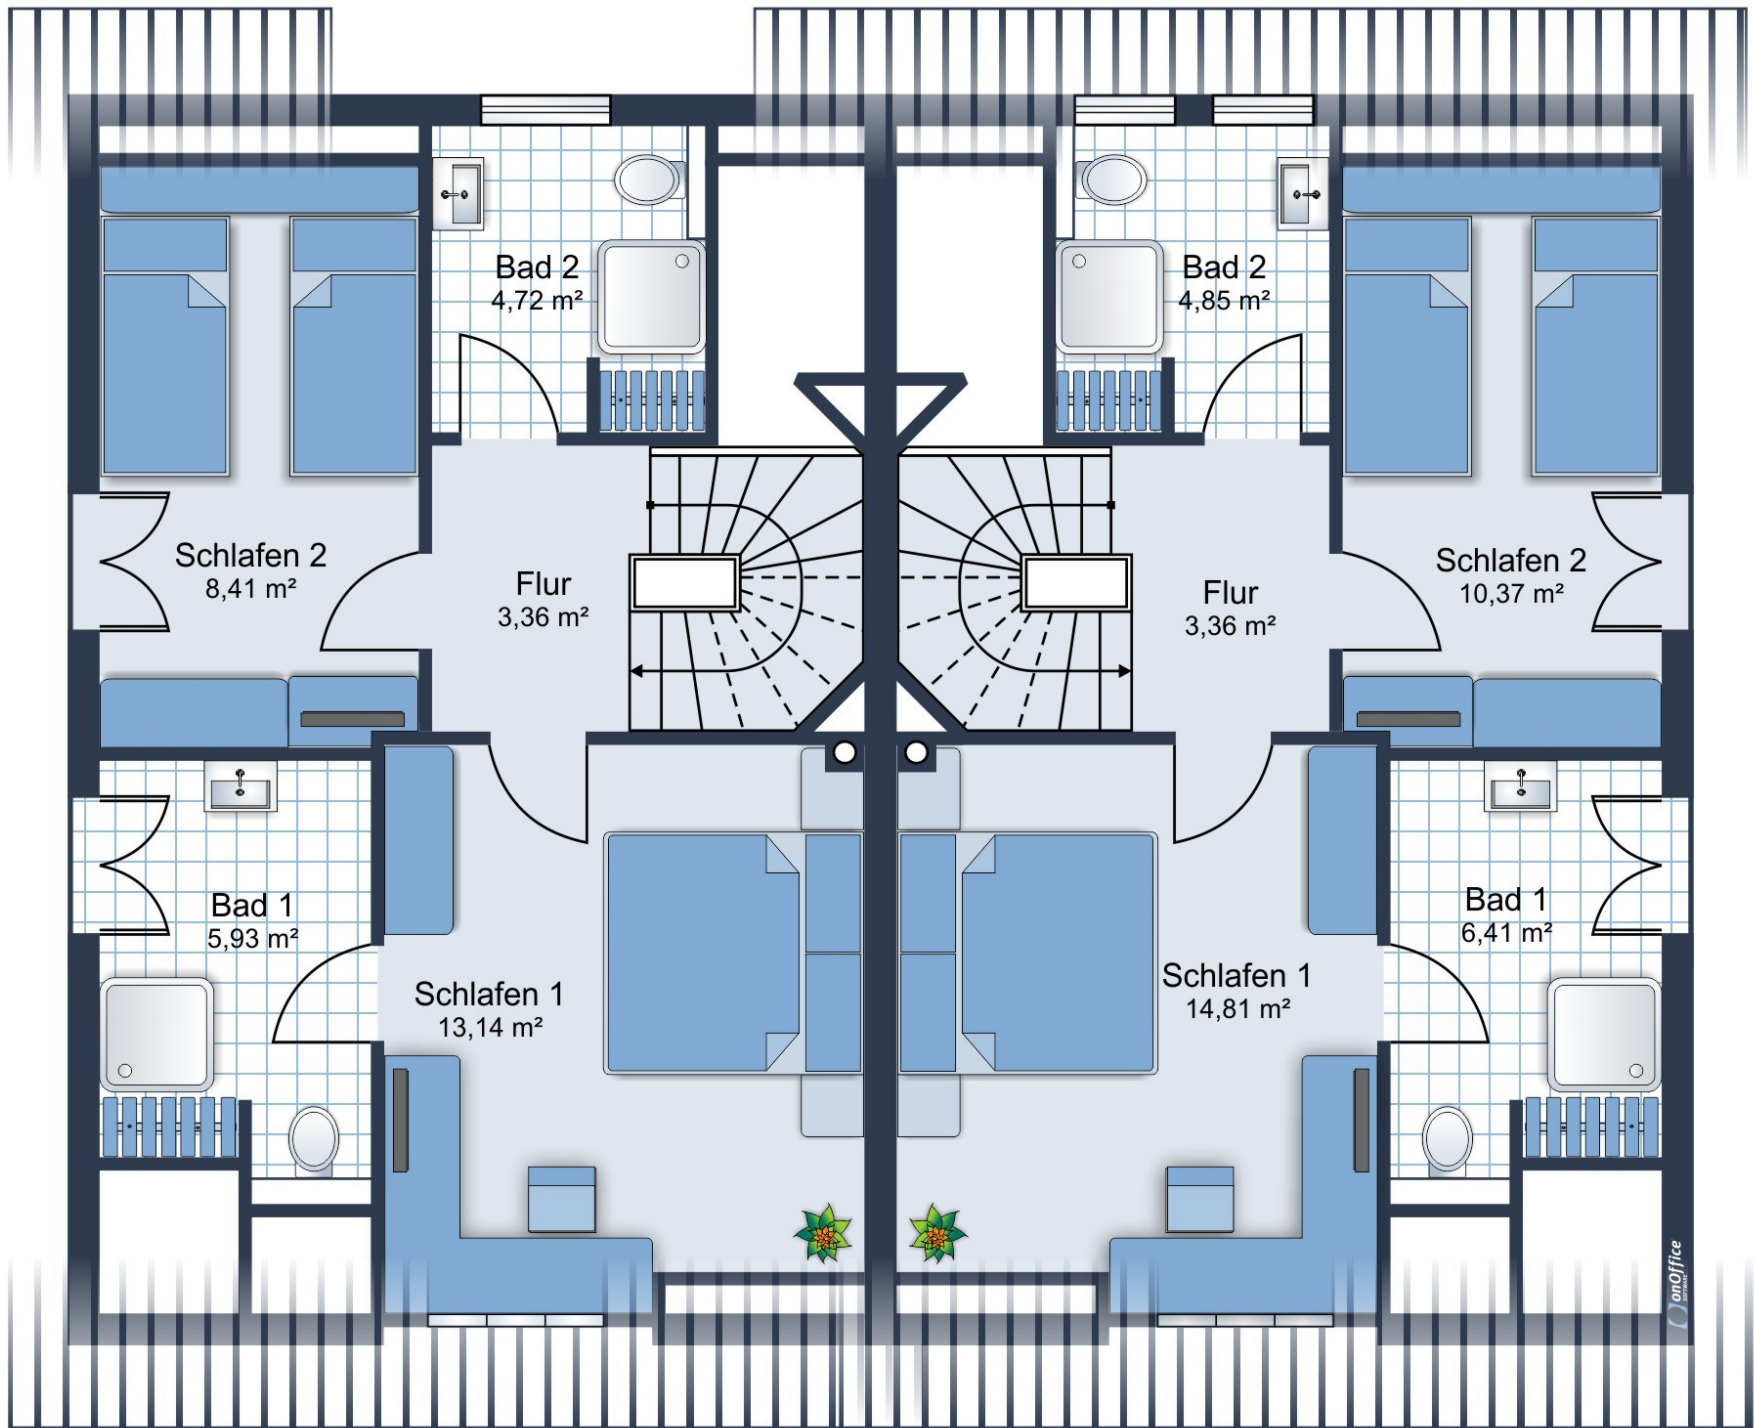 Bad 2
4,72 m²
Bad 2
4,85 m²
Schlafen 2
8,41 m²
Flur
3,36 m²
Flur
3,36 m²
Schlafen 2
10,37 m²
Bad 1
5,93 m²
Schlafen 1
13,14 m²
Schlafen 1
14,81 m²
Bad 1
6,41 m²
onOffice
SOFTWARE